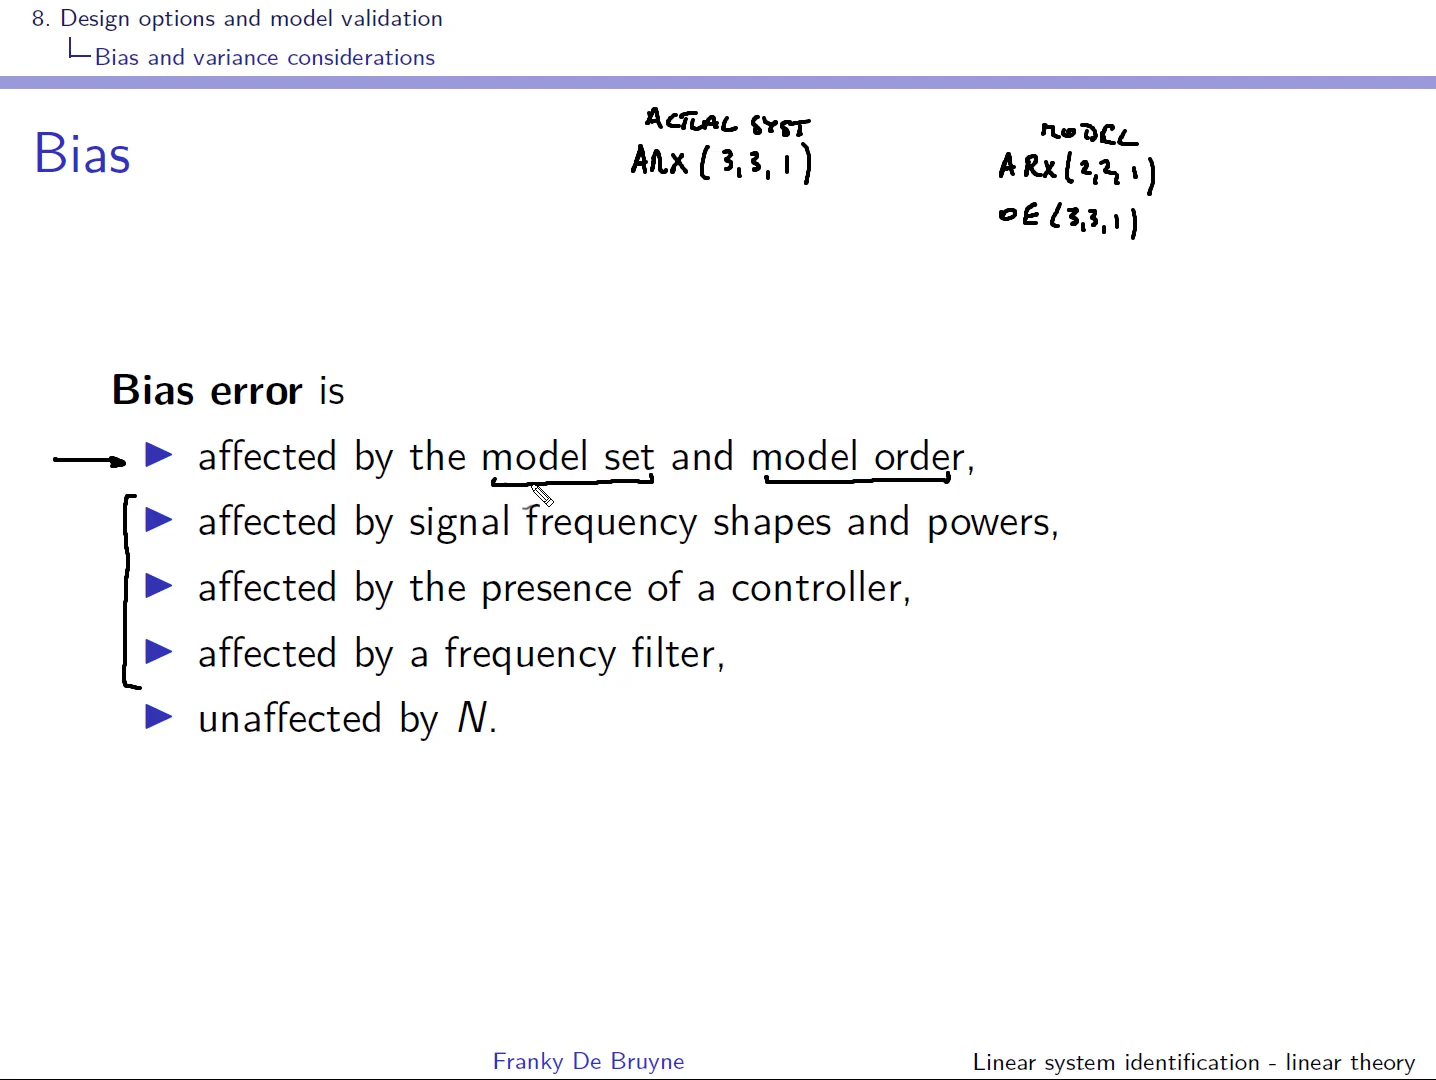 8. Design options and model validation
Bias and variance considerations
Bias
ACTUAL SYST
ARX (3,3,1)
MODEL
ARX (2,2,1)
OE (3,3,1)
Bias error is
affected by the model set and model order,
affected by signal frequency shapes and powers,
affected by the presence of a controller,
affected by a frequency filter,
unaffected by N.
Franky De Bruyne
Linear system identification - linear theory